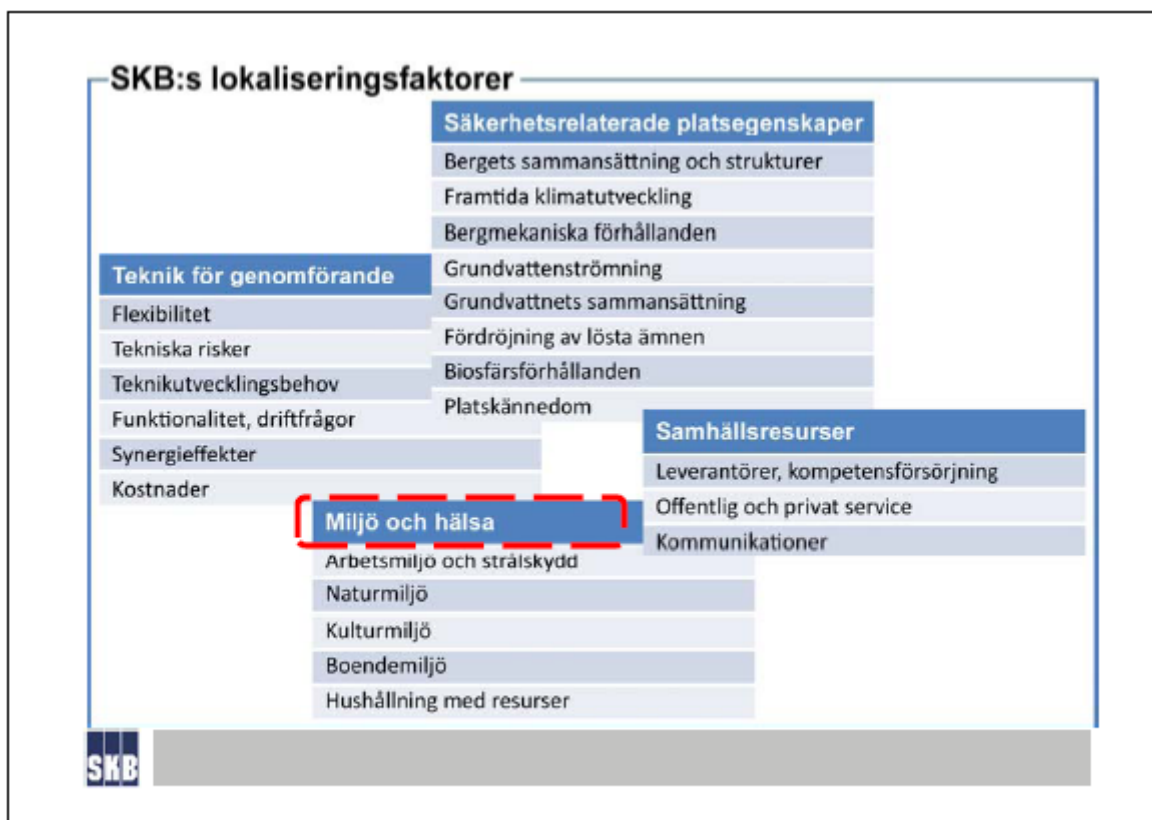 SKB:s lokaliseringsfaktorer
Säkerhetsrelaterade platsegenskaper
Bergets sammansättning och strukturer
Framtida klimatutveckling
Bergmekaniska förhållanden
Grundvattenströmning
Grundvattnets sammansättning
Fördröjning av lösta ämnen
Biosfärsförhållanden
Platskännedom
Teknik för genomförande
Flexibilitet
Tekniska risker
Teknikutvecklingsbehov
Funktionalitet, driftfrågor
Synergieffekter
Kostnader
Samhällsresurser
Leverantörer, kompetensförsörjning
Offentlig och privat service
Kommunikationer
Miljö och hälsa
Arbetsmiljö och strålskydd
Naturmiljö
Kulturmiljö
Boendemiljö
Hushållning med resurser
SKB